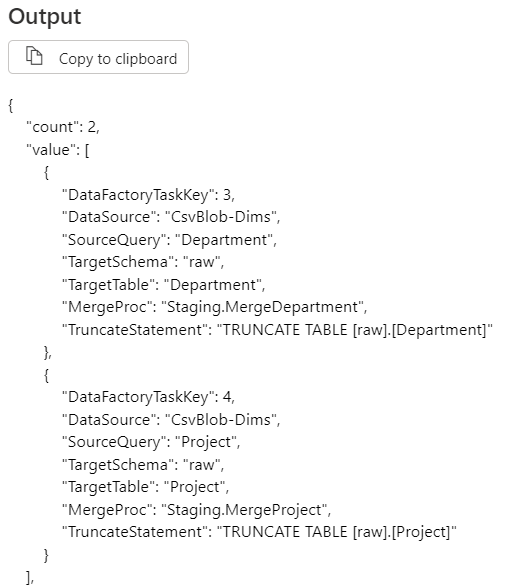 Output
Copy to clipboard
{
"count": 2,
"value": [
{
"DataFactoryTaskKey": 3,
"DataSource": "CsvBlob-Dims",
"SourceQuery": "Department",
"TargetSchema": "raw",
"TargetTable": "Department",
"MergeProc": "Staging.MergeDepartment",
"TruncateStatement": "TRUNCATE TABLE [raw].[Department]"
},
{
"DataFactoryTaskKey": 4,
"DataSource": "CsvBlob-Dims",
"SourceQuery": "Project",
"TargetSchema": "raw",
"TargetTable": "Project",
"MergeProc": "Staging.MergeProject",
"TruncateStatement": "TRUNCATE TABLE [raw].[Project]"
}
],